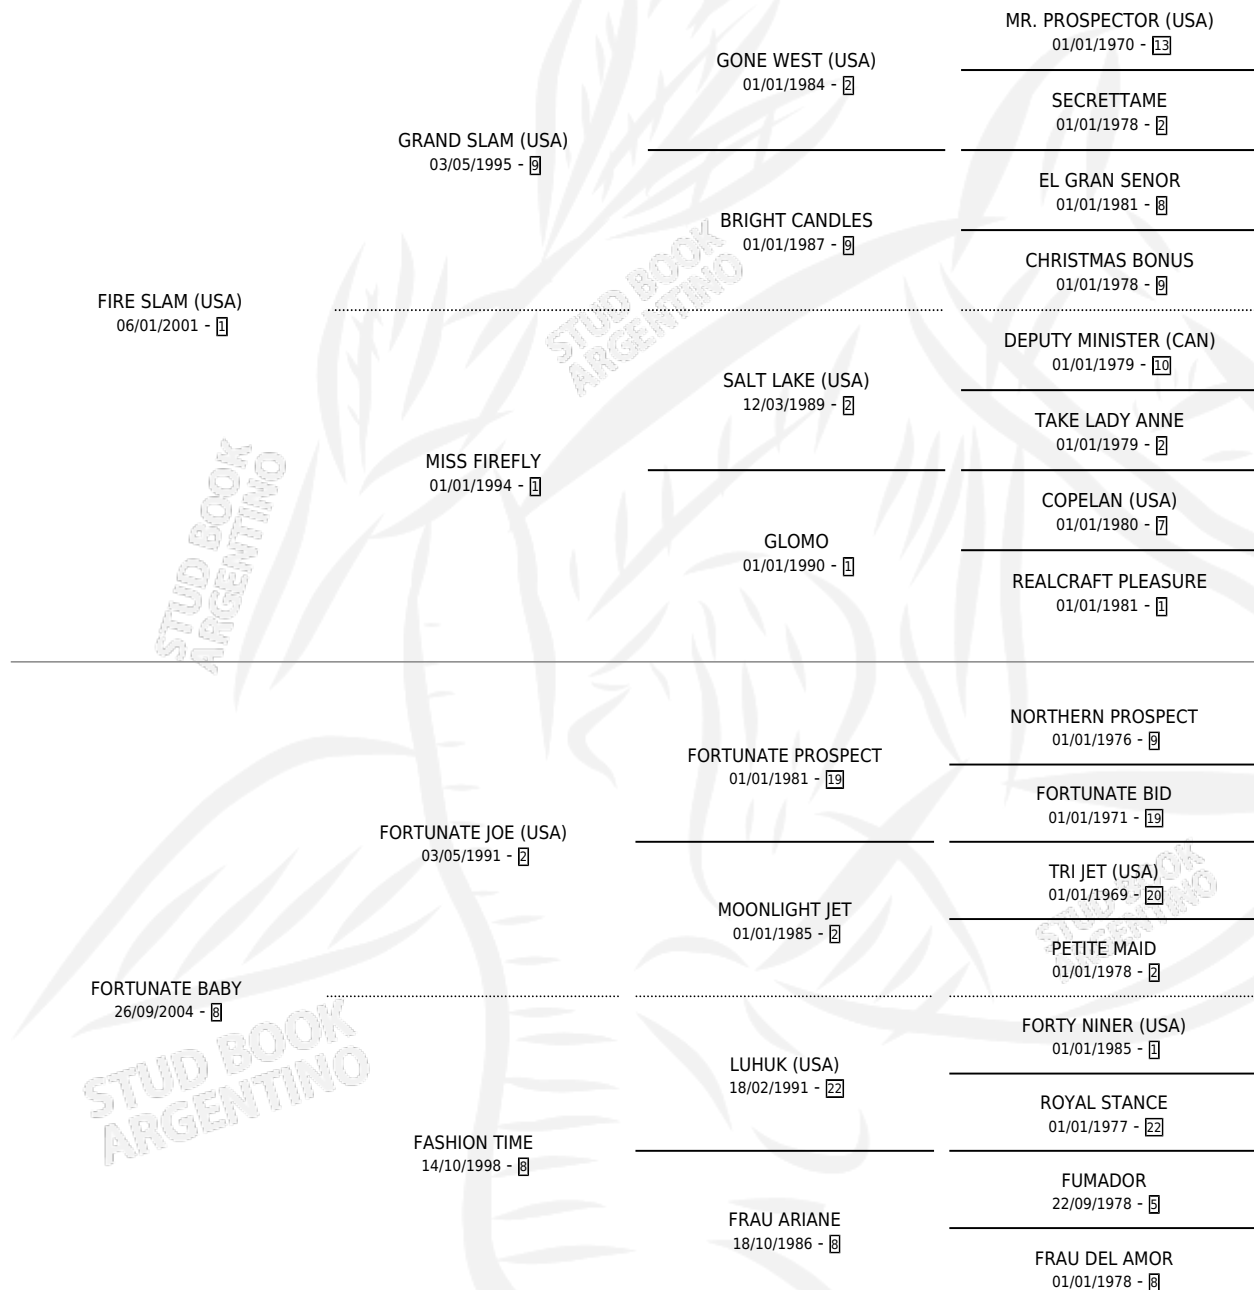 MR. PROSPECTOR (USA)
01/01/1970 - 13
GONE WEST (USA)
01/01/1984 - 2
SECRETTAME
01/01/1978 - 2
GRAND SLAM (USA)
03/05/1995 - 9
EL GRAN SENOR
01/01/1981 - 8
BRIGHT CANDLES
01/01/1987 - 9
CHRISTMAS BONUS
01/01/1978 - 9
FIRE SLAM (USA)
06/01/2001 - 1
DEPUTY MINISTER (CAN)
01/01/1979 - 10
SALT LAKE (USA)
12/03/1989 - 2
TAKE LADY ANNE
01/01/1979 - 2
MISS FIREFLY
01/01/1994 - 1
COPELAN (USA)
01/01/1980 - 7
GLOMO
01/01/1990 - 1
REALCRAFT PLEASURE
01/01/1981 - 1
NORTHERN PROSPECT
01/01/1976 - 9
FORTUNATE PROSPECT
01/01/1981 - 19
FORTUNATE BID
01/01/1971 - 19
FORTUNATE JOE (USA)
03/05/1991 - 2
TRI JET (USA)
01/01/1969 - 20
MOONLIGHT JET
01/01/1985 - 2
PETITE MAID
01/01/1978 - 2
FORTUNATE BABY
26/09/2004 - 8
FORTY NINER (USA)
01/01/1985 - 1
LUHUK (USA)
18/02/1991 - 22
ROYAL STANCE
01/01/1977 - 22
FASHION TIME
14/10/1998 - 8
FUMADOR
22/09/1978 - 5
FRAU ARIANE
18/10/1986 - 8
FRAU DEL AMOR
01/01/1978 - 8
STUD BOOK
ARGENTINO
STUD BOOK
ARGENTINO
STUD BOOK
ARGENTINO
STUD BOOK
ARGENTINO